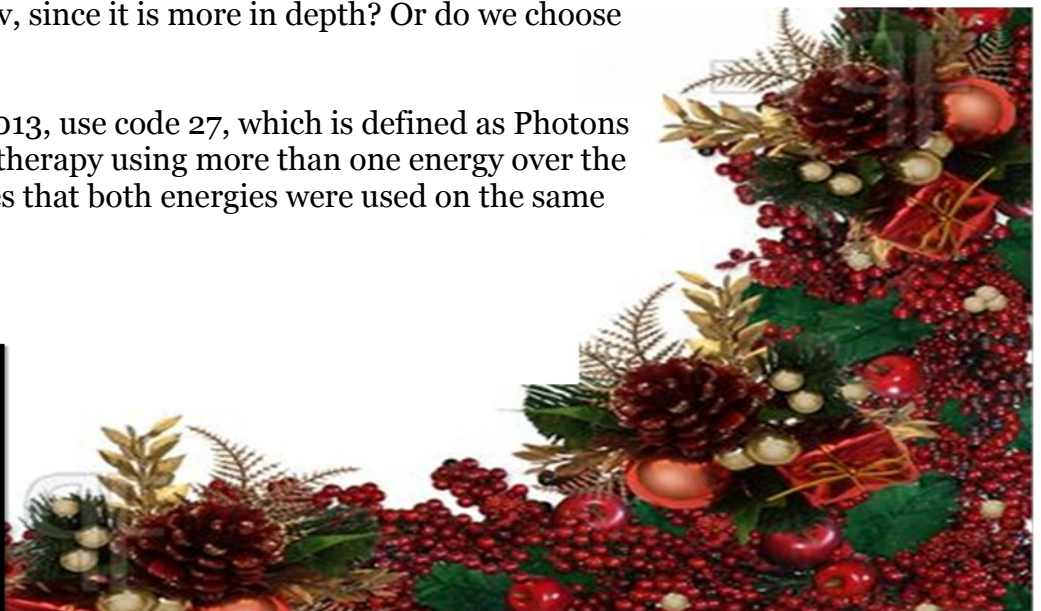 v, since it is more in depth? Or do we choose
013, use code 27, which is defined as Photons
therapy using more than one energy over the
es that both energies were used on the same